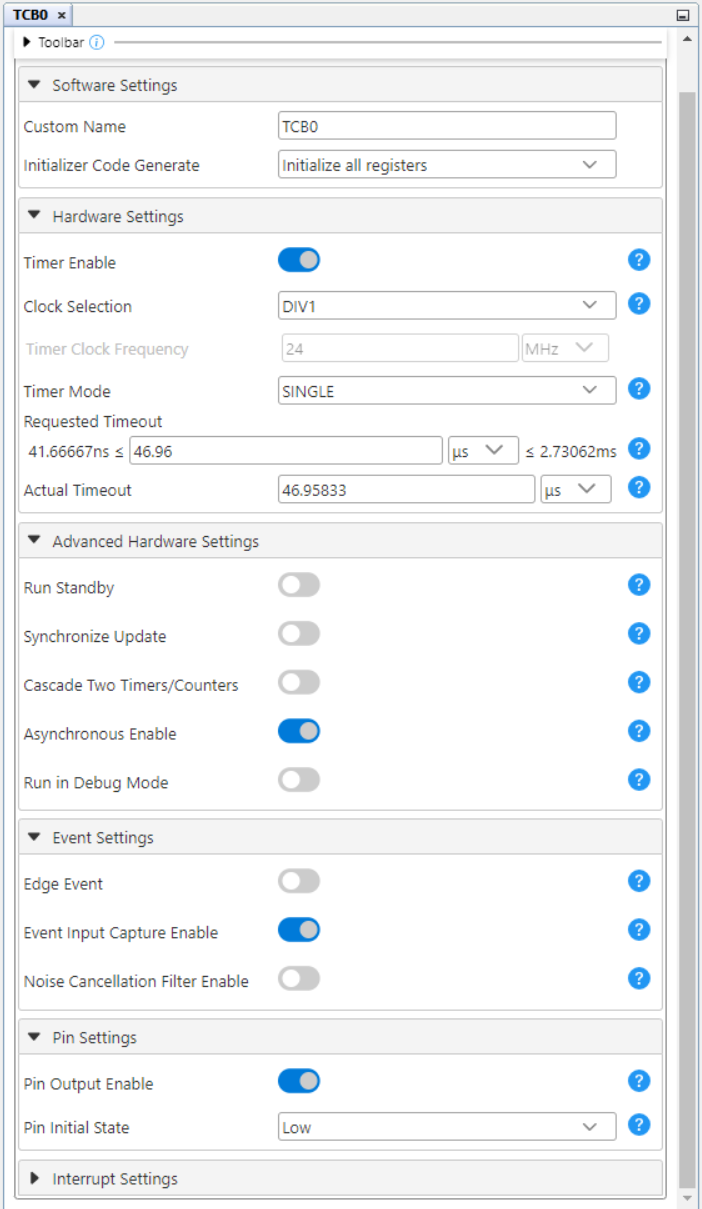 TCB0 ×
Toolbar i
Software Settings
Custom Name TCB0
Initializer Code Generate Initialize all registers
Hardware Settings
Timer Enable ?
Clock Selection DIV1 ?
Timer Clock Frequency 24 MHz
Timer Mode SINGLE ?
Requested Timeout
41.66667ns ≤ 46.96 µs ≤ 2.73062ms ?
Actual Timeout 46.95833 µs ?
Advanced Hardware Settings
Run Standby ?
Synchronize Update ?
Cascade Two Timers/Counters ?
Asynchronous Enable ?
Run in Debug Mode ?
Event Settings
Edge Event ?
Event Input Capture Enable ?
Noise Cancellation Filter Enable ?
Pin Settings
Pin Output Enable ?
Pin Initial State Low ?
Interrupt Settings